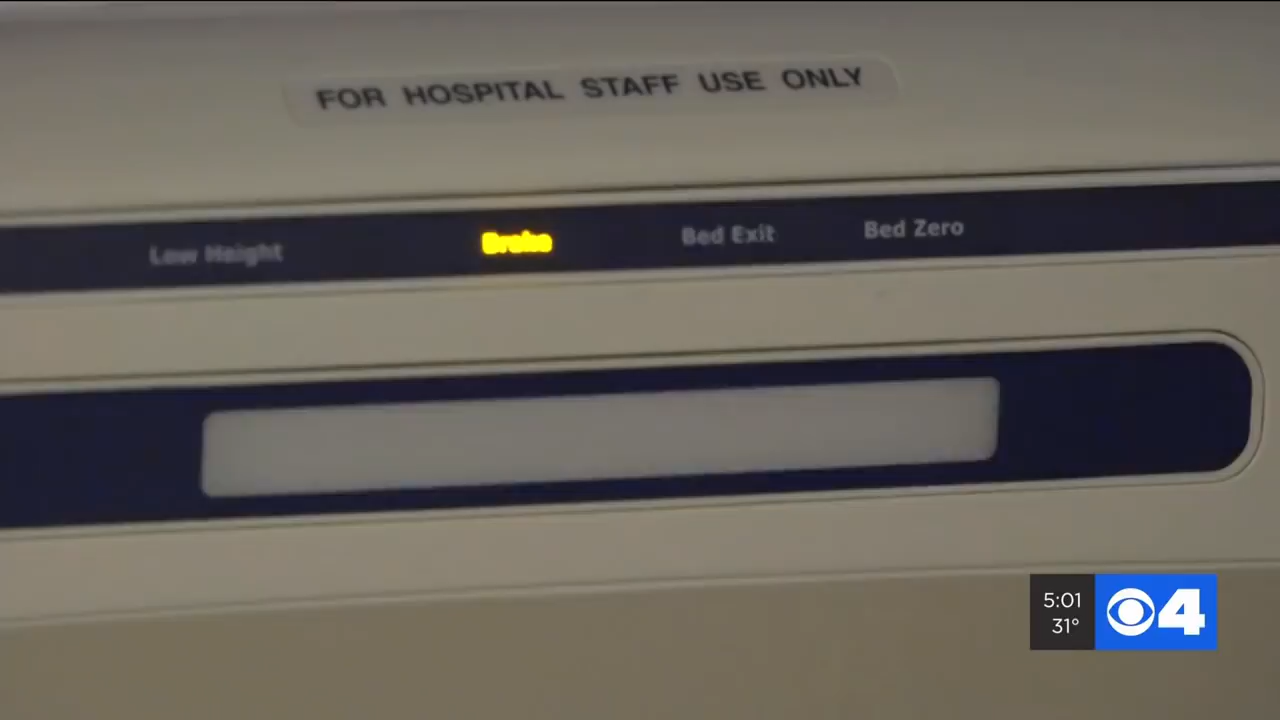 FOR HOSPITAL STAFF USE ONLY
Low Height Brake Bed Exit Bed Zero
5:01
31°
4